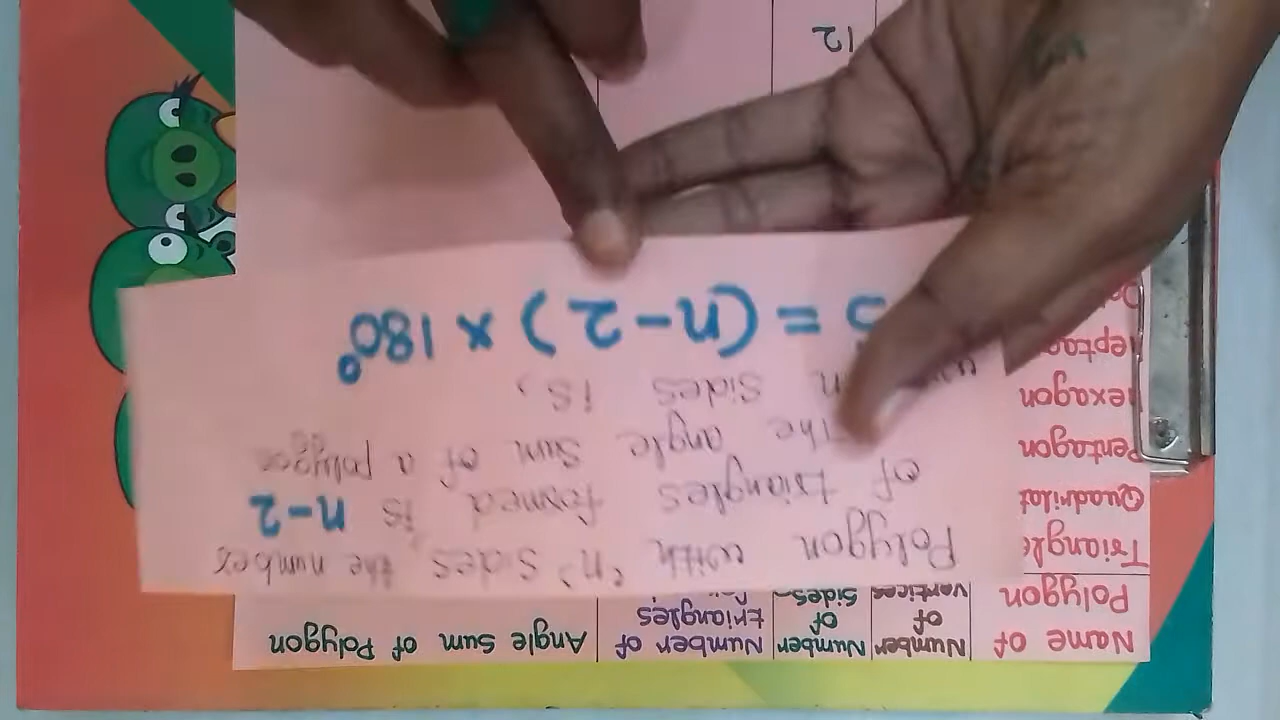 Name of
Polygon
Number
of
vertices
Number
of
Sides
Number of
triangles
Angle Sum of Polygon
Polygon with 'n' sides the number
of triangles formed is n-2
The angle sum of a polygon
n sides is,
S = (n-2) × 180°
Triangle
Quadrilat
Pentagon
Hexagon
Heptag
12